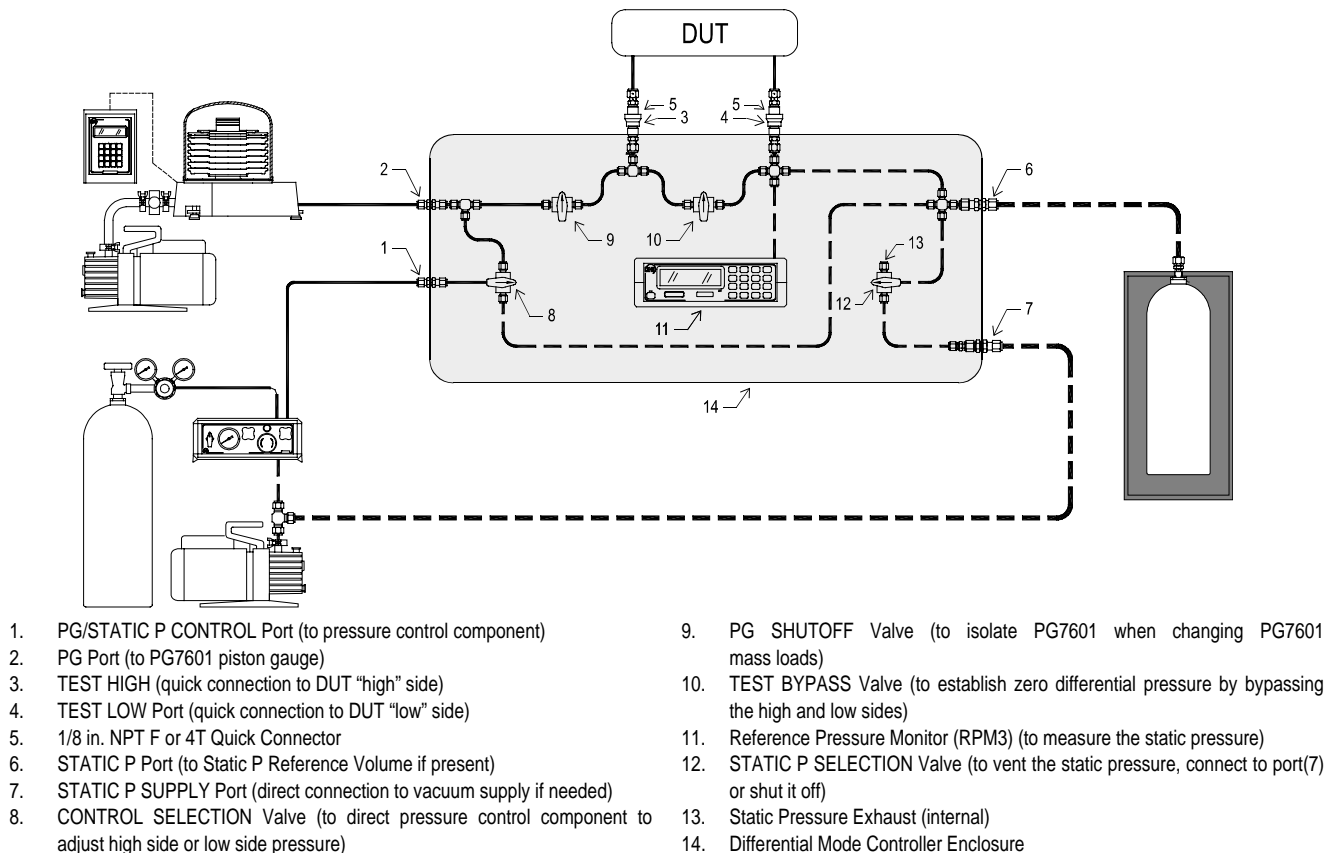 DUT
5
3
5
4
2
1
9
10
8
11
13
12
6
7
14
1. PG/STATIC P CONTROL Port (to pressure control component)
2. PG Port (to PG7601 piston gauge)
3. TEST HIGH (quick connection to DUT “high” side)
4. TEST LOW Port (quick connection to DUT “low” side)
5. 1/8 in. NPT F or 4T Quick Connector
6. STATIC P Port (to Static P Reference Volume if present)
7. STATIC P SUPPLY Port (direct connection to vacuum supply if needed)
8. CONTROL SELECTION Valve (to direct pressure control component to
adjust high side or low side pressure)
9. PG SHUTOFF Valve (to isolate PG7601 when changing PG7601
mass loads)
10. TEST BYPASS Valve (to establish zero differential pressure by bypassing
the high and low sides)
11. Reference Pressure Monitor (RPM3) (to measure the static pressure)
12. STATIC P SELECTION Valve (to vent the static pressure, connect to port(7)
or shut it off)
13. Static Pressure Exhaust (internal)
14. Differential Mode Controller Enclosure